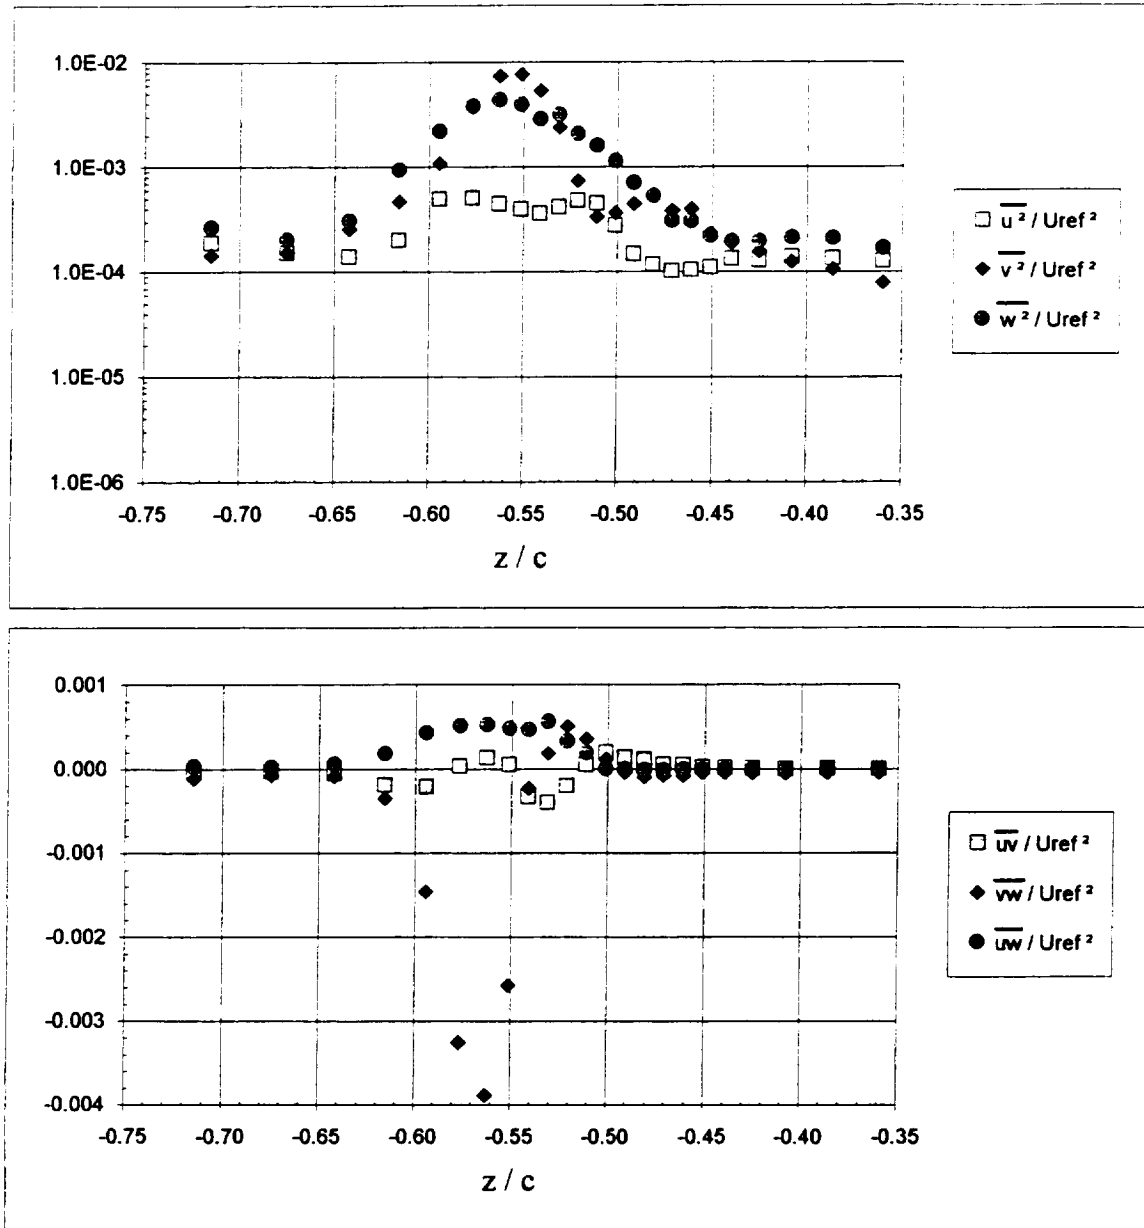 1.0E-02
1.0E-03
1.0E-04
1.0E-05
1.0E-06
-0.75 -0.70 -0.65 -0.60 -0.55 -0.50 -0.45 -0.40 -0.35
z / c
u ² / Uref ²
v ² / Uref ²
w ² / Uref ²
0.001
0.000
-0.001
-0.002
-0.003
-0.004
-0.75 -0.70 -0.65 -0.60 -0.55 -0.50 -0.45 -0.40 -0.35
z / c
uv / Uref ²
vw / Uref ²
uw / Uref ²